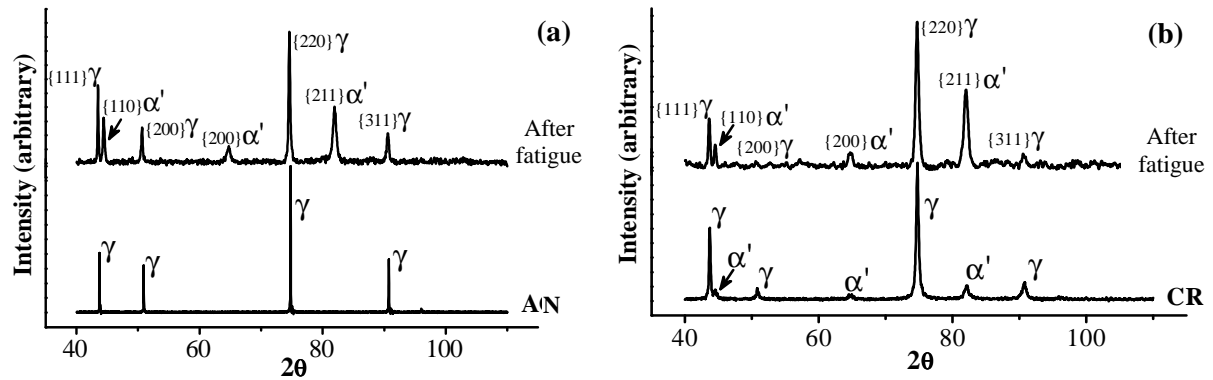 (a)
Intensity (arbitrary)
{111}γ
{110}α'
{200}γ
{200}α'
{220}γ
{211}α'
{311}γ
After
fatigue
γ
γ
γ
γ
AN
40 60 80 100
2θ
(b)
Intensity (arbitrary)
{111}γ
{110}α'
{200}γ
{200}α'
{220}γ
{211}α'
{311}γ
After
fatigue
γ
α'
γ
α'
γ
α'
γ
CR
40 60 80 100
2θ